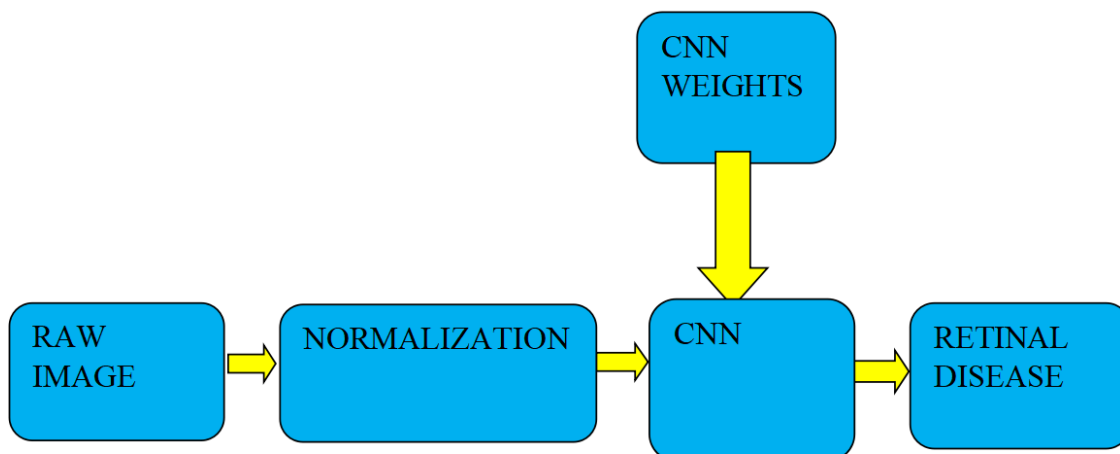 CNN
WEIGHTS
RAW
IMAGE
NORMALIZATION
CNN
RETINAL
DISEASE